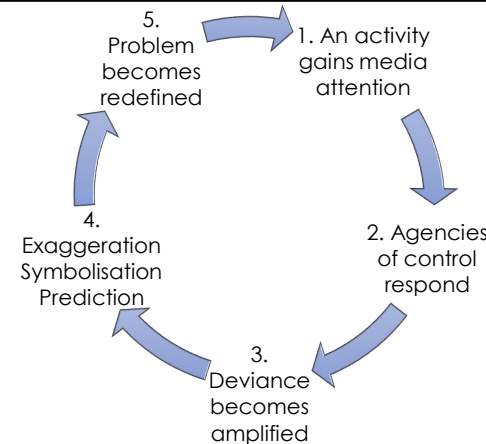 1. An activity
gains media
attention
2. Agencies
of control
respond
3.
Deviance
becomes
amplified
4.
Exaggeration
Symbolisation
Prediction
5.
Problem
becomes
redefined